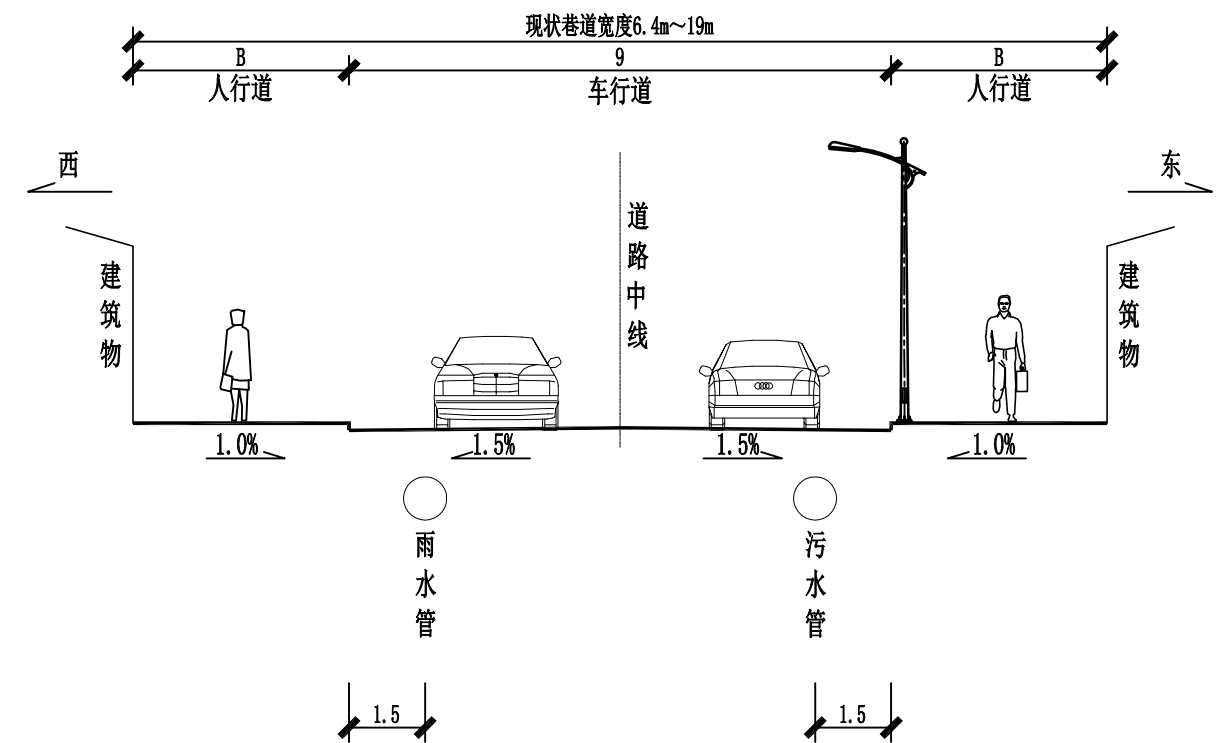 现状巷道宽度6.4m～19m
B
9
B
人行道
车行道
人行道
西
东
道路中线
建筑物
建筑物
1.0%
1.5%
1.5%
1.0%
雨水管
污水管
1.5
1.5